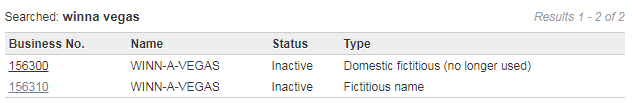 Searched: winna vegas Results 1 - 2 of 2
Business No. Name Status Type
156300 WINN-A-VEGAS Inactive Domestic fictitious (no longer used)
156310 WINN-A-VEGAS Inactive Fictitious name